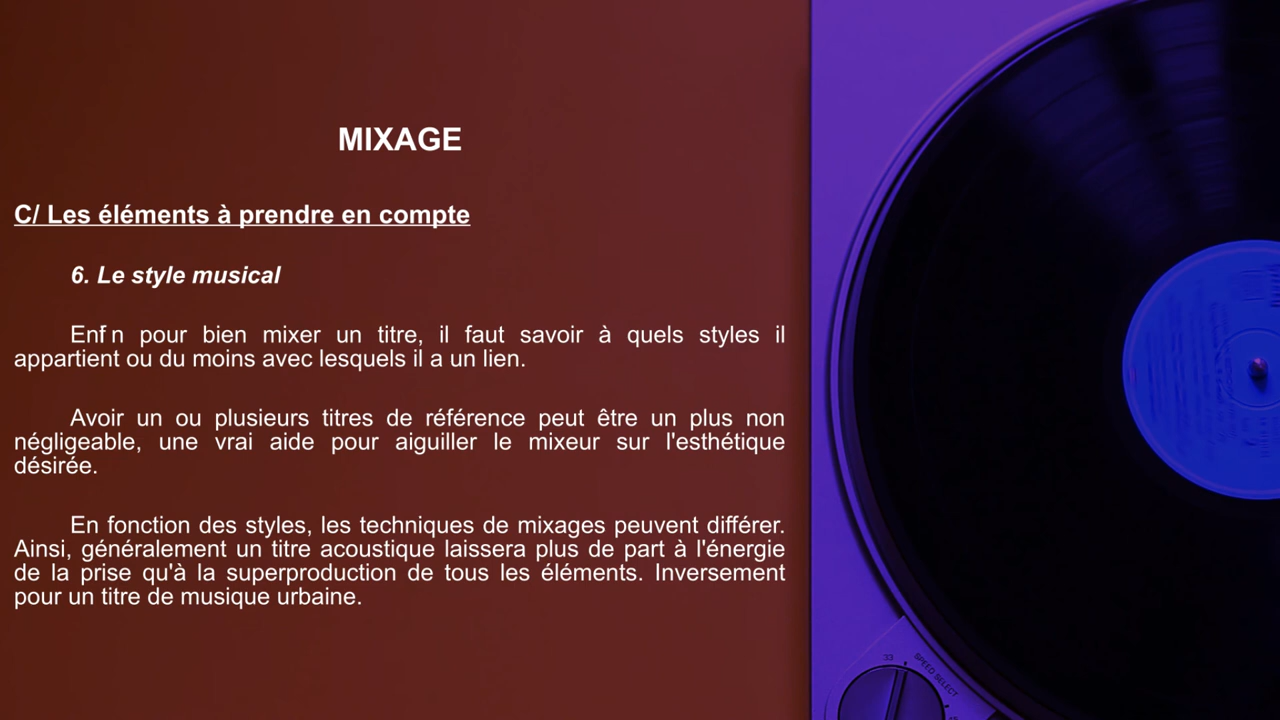 MIXAGE
C/ Les éléments à prendre en compte
6. Le style musical
Enf n pour bien mixer un titre, il faut savoir à quels styles il
appartient ou du moins avec lesquels il a un lien.
Avoir un ou plusieurs titres de référence peut être un plus non
négligeable, une vrai aide pour aiguiller le mixeur sur l'esthétique
désirée.
En fonction des styles, les techniques de mixages peuvent différer.
Ainsi, généralement un titre acoustique laissera plus de part à l'énergie
de la prise qu'à la superproduction de tous les éléments. Inversement
pour un titre de musique urbaine.
33
SPEED SELECT